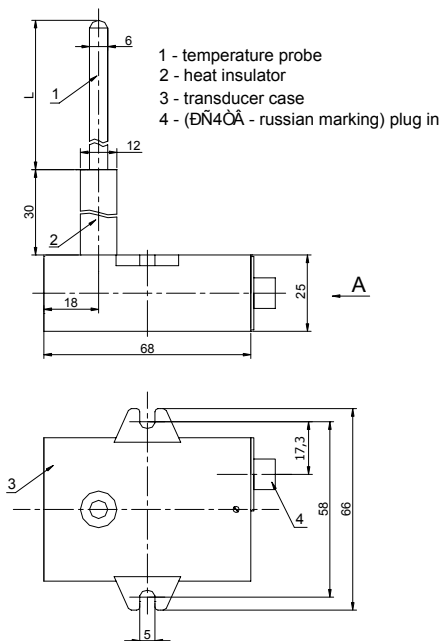 6
1 - temperature probe
2 - heat insulator
3 - transducer case
4 - (ÐÑ4ÒÂ - russian marking) plug in
L
1
12
30
2
A
18
25
68
17,3
3
58
66
4
5